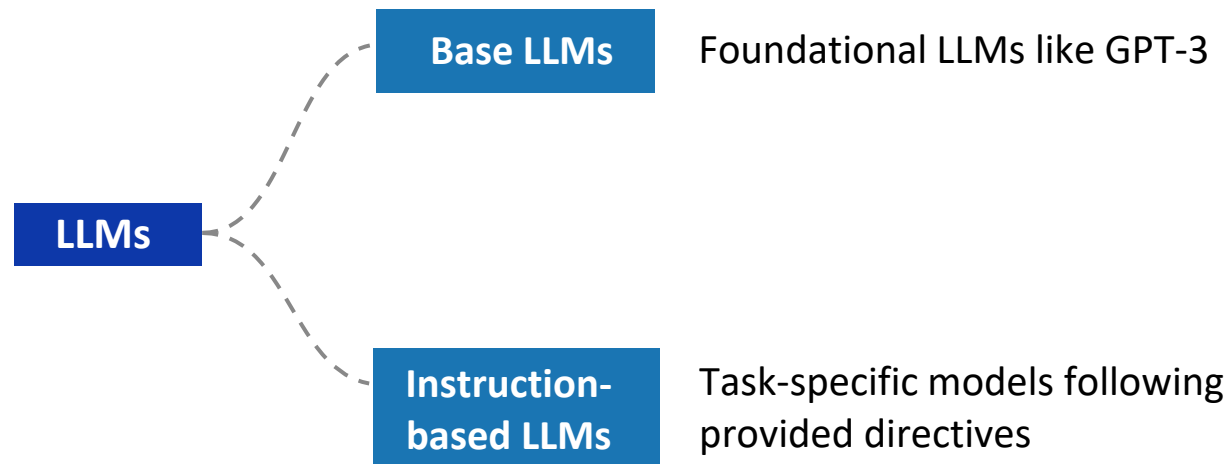 Base LLMs
Foundational LLMs like GPT-3
LLMs
Instruction-
based LLMs
Task-specific models following
provided directives